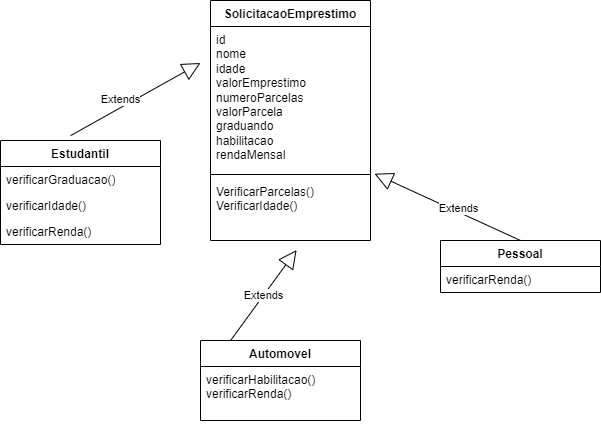 SolicitacaoEmprestimo
id
nome
idade
valorEmprestimo
numeroParcelas
valorParcela
graduando
habilitacao
rendaMensal
VerificarParcelas()
VerificarIdade()
Extends
Estudantil
verificarGraduacao()
verificarIdade()
verificarRenda()
Extends
Pessoal
verificarRenda()
Extends
Automovel
verificarHabilitacao()
verificarRenda()